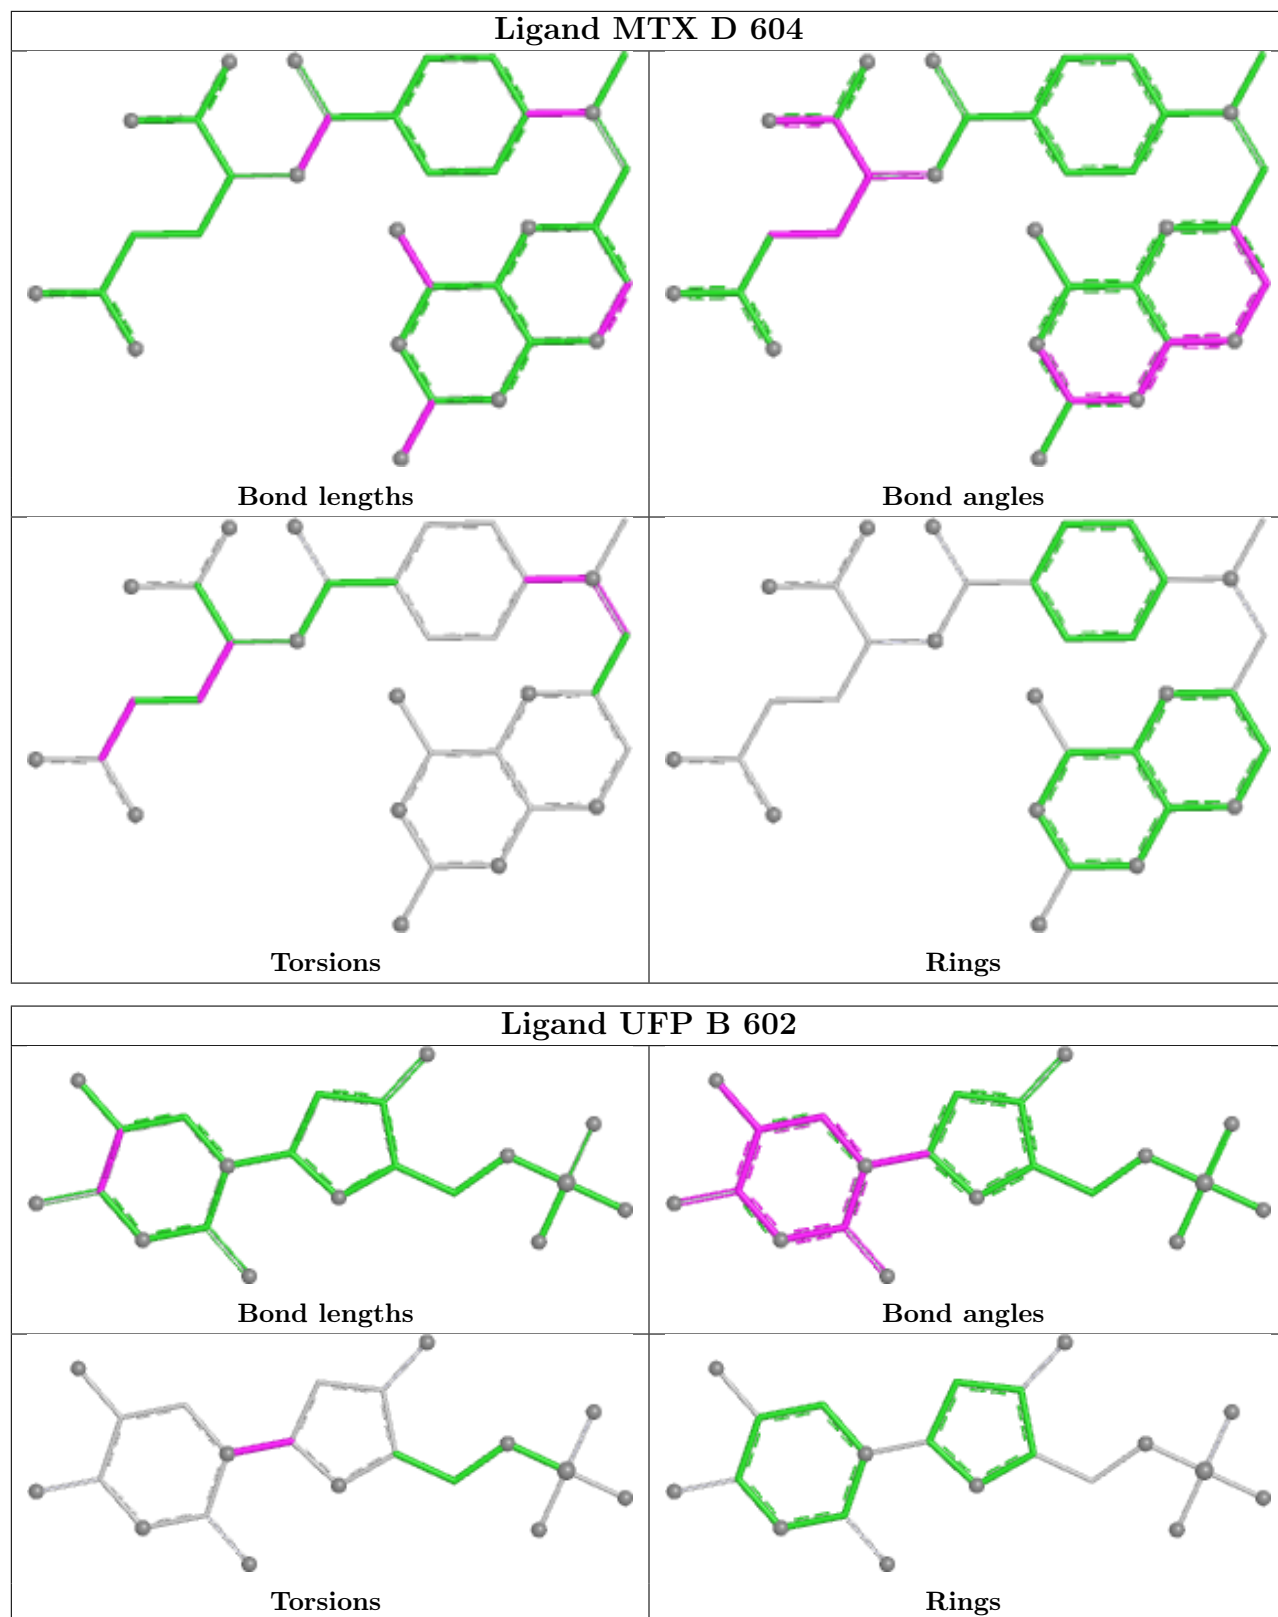 Ligand MTX D 604
Bond lengths
Bond angles
Torsions
Rings
Ligand UFP B 602
Bond lengths
Bond angles
Torsions
Rings